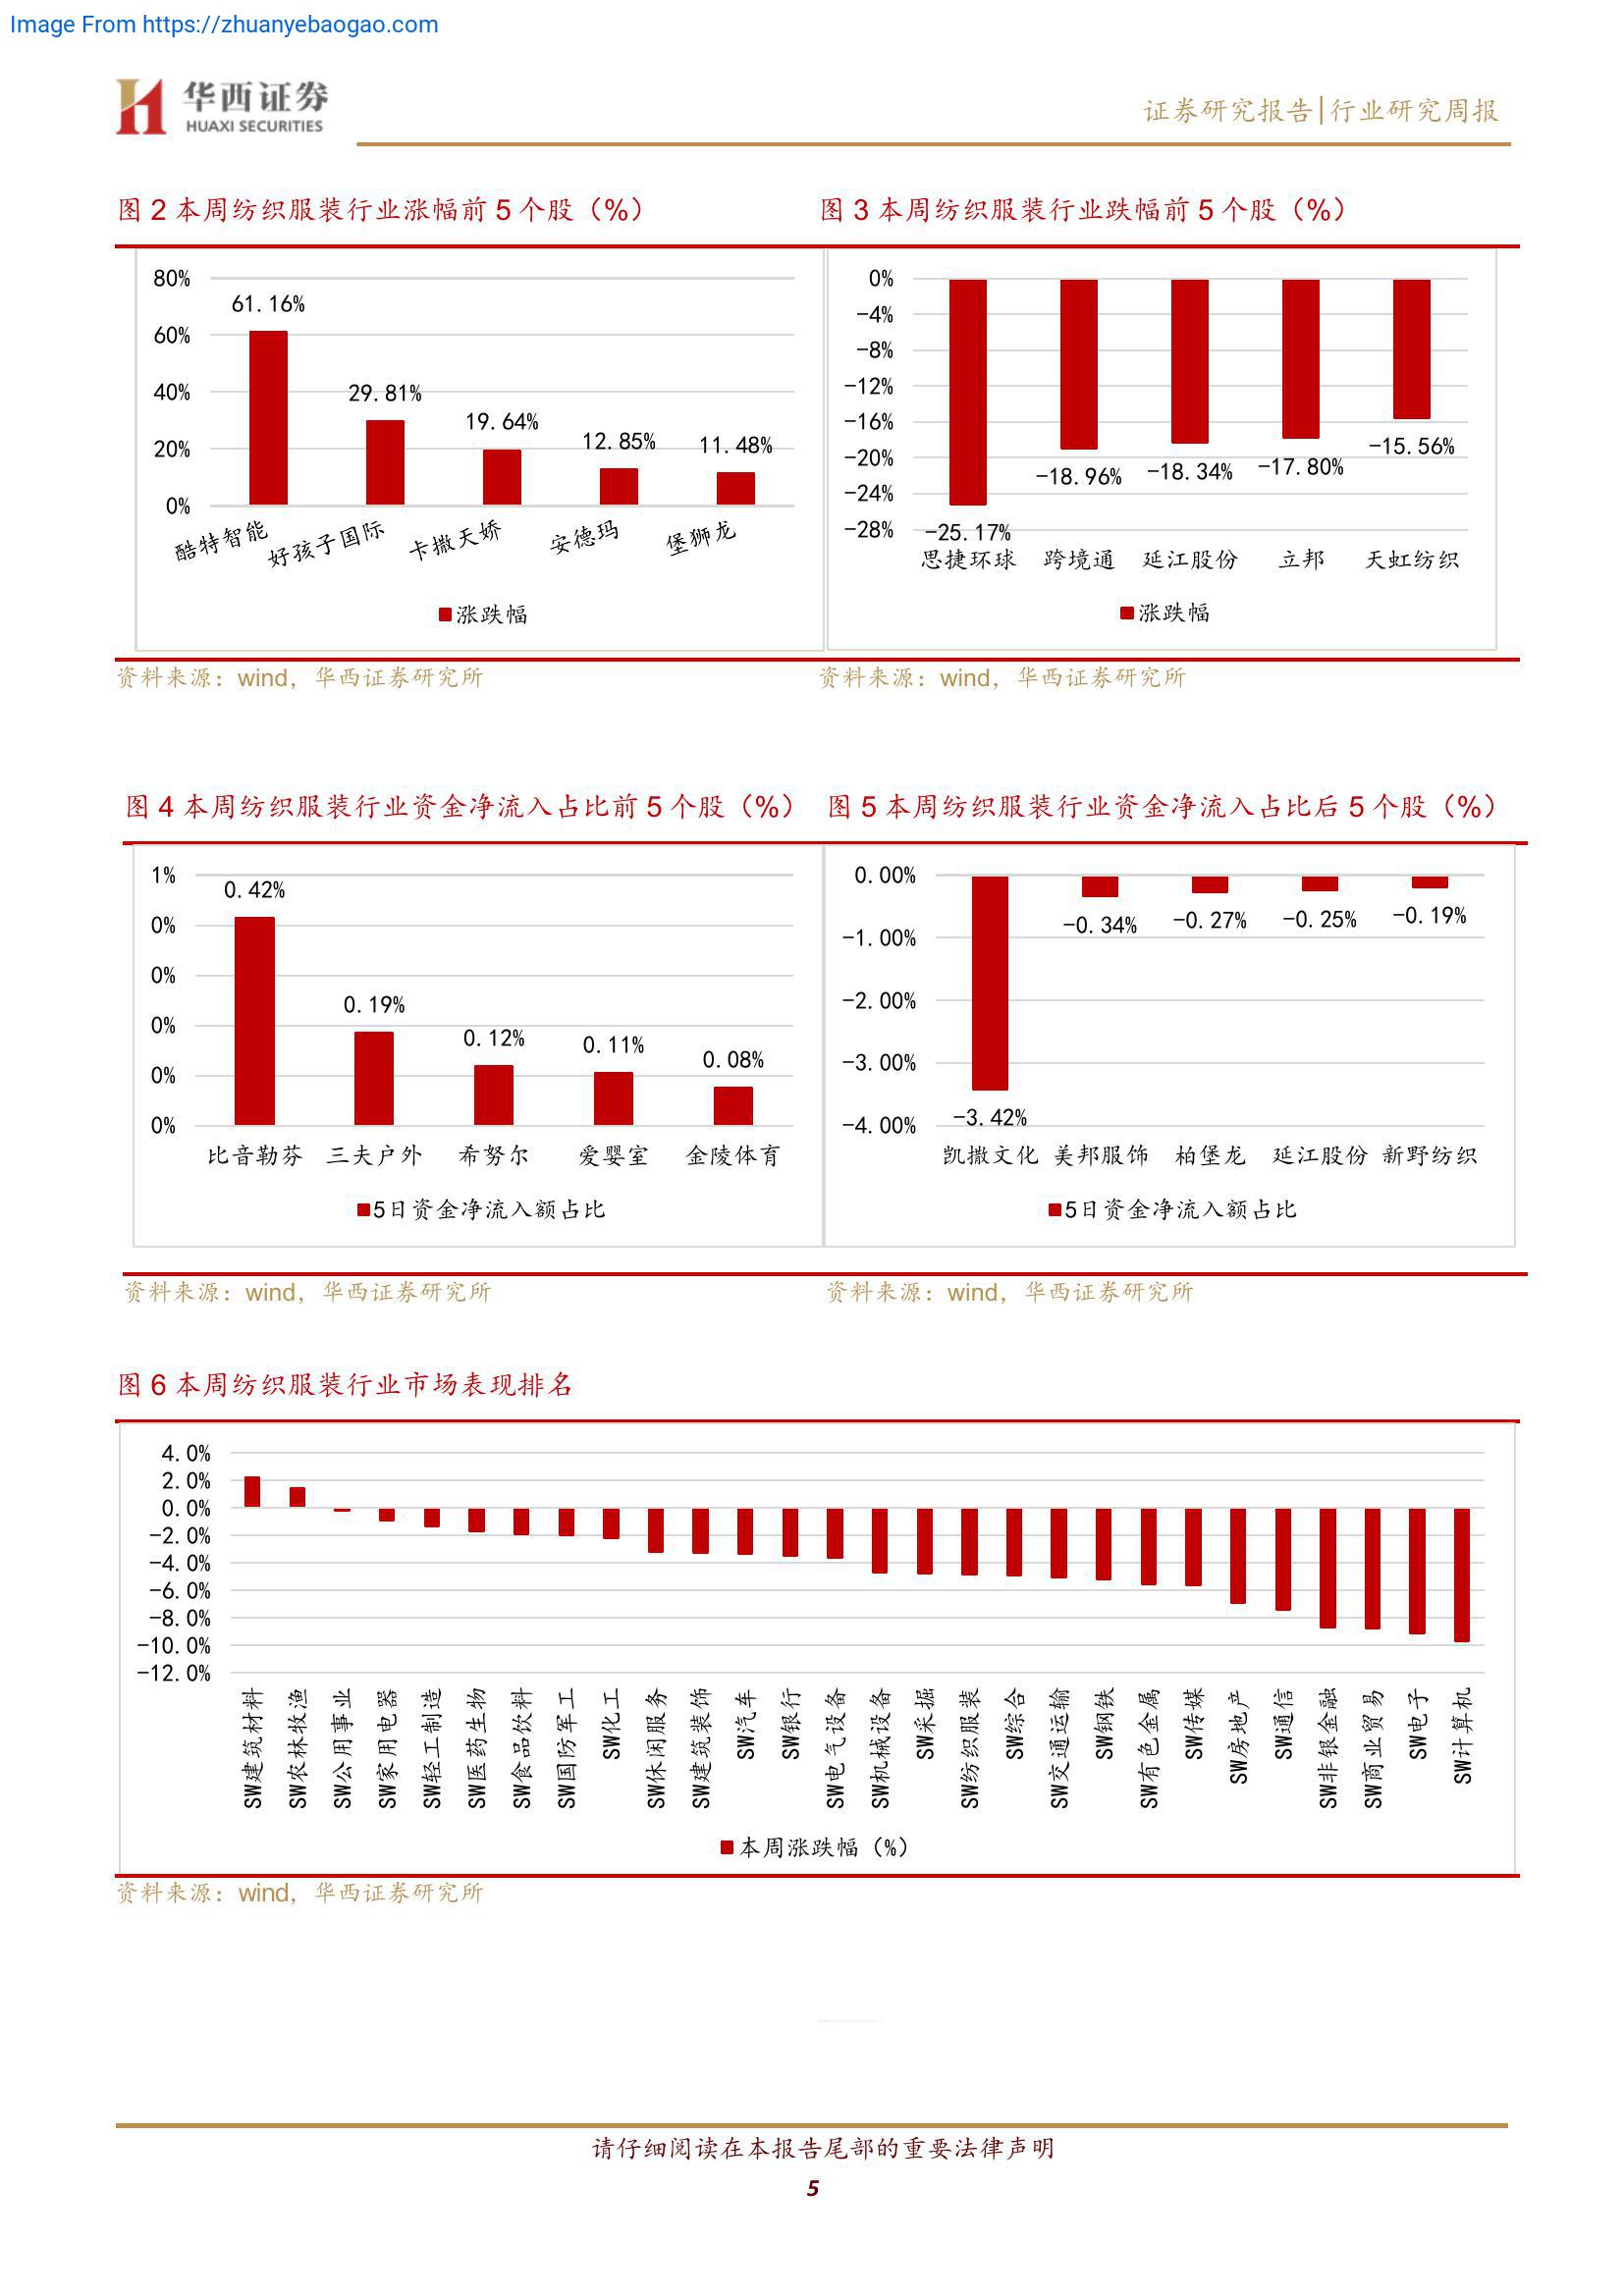 Image From https://zhuanyebaogao.com
华西证券
HUAXI SECURITIES
证券研究报告|行业研究周报
图 2 本周纺织服装行业涨幅前 5 个股（%）
80%
60%
40%
20%
0%
61.16%
29.81%
19.64%
12.85%
11.48%
酷特智能
好孩子国际
卡撒天娇
安德玛
堡狮龙
■涨跌幅
资料来源：wind，华西证券研究所
图 3 本周纺织服装行业跌幅前 5 个股（%）
0%
-4%
-8%
-12%
-16%
-20%
-24%
-28%
-25.17%
-18.96%
-18.34%
-17.80%
-15.56%
思捷环球
跨境通
延江股份
立邦
天虹纺织
■涨跌幅
资料来源：wind，华西证券研究所
图 4 本周纺织服装行业资金净流入占比前 5 个股（%）
1%
0%
0%
0%
0%
0%
0.42%
0.19%
0.12%
0.11%
0.08%
比音勒芬
三夫户外
希努尔
爱婴室
金陵体育
■5日资金净流入额占比
资料来源：wind，华西证券研究所
图 5 本周纺织服装行业资金净流入占比后 5 个股（%）
0.00%
-1.00%
-2.00%
-3.00%
-4.00%
-3.42%
-0.34%
-0.27%
-0.25%
-0.19%
凯撒文化
美邦服饰
柏堡龙
延江股份
新野纺织
■5日资金净流入额占比
资料来源：wind，华西证券研究所
图 6 本周纺织服装行业市场表现排名
4.0%
2.0%
0.0%
-2.0%
-4.0%
-6.0%
-8.0%
-10.0%
-12.0%
SW建筑材料
SW农林牧渔
SW公用事业
SW家用电器
SW轻工制造
SW医药生物
SW食品饮料
SW国防军工
SW化工
SW休闲服务
SW建筑装饰
SW汽车
SW银行
SW电气设备
SW机械设备
SW采掘
SW纺织服装
SW综合
SW交通运输
SW钢铁
SW有色金属
SW传媒
SW房地产
SW通信
SW非银金融
SW商业贸易
SW电子
SW计算机
■本周涨跌幅（%）
资料来源：wind，华西证券研究所
请仔细阅读在本报告尾部的重要法律声明
5